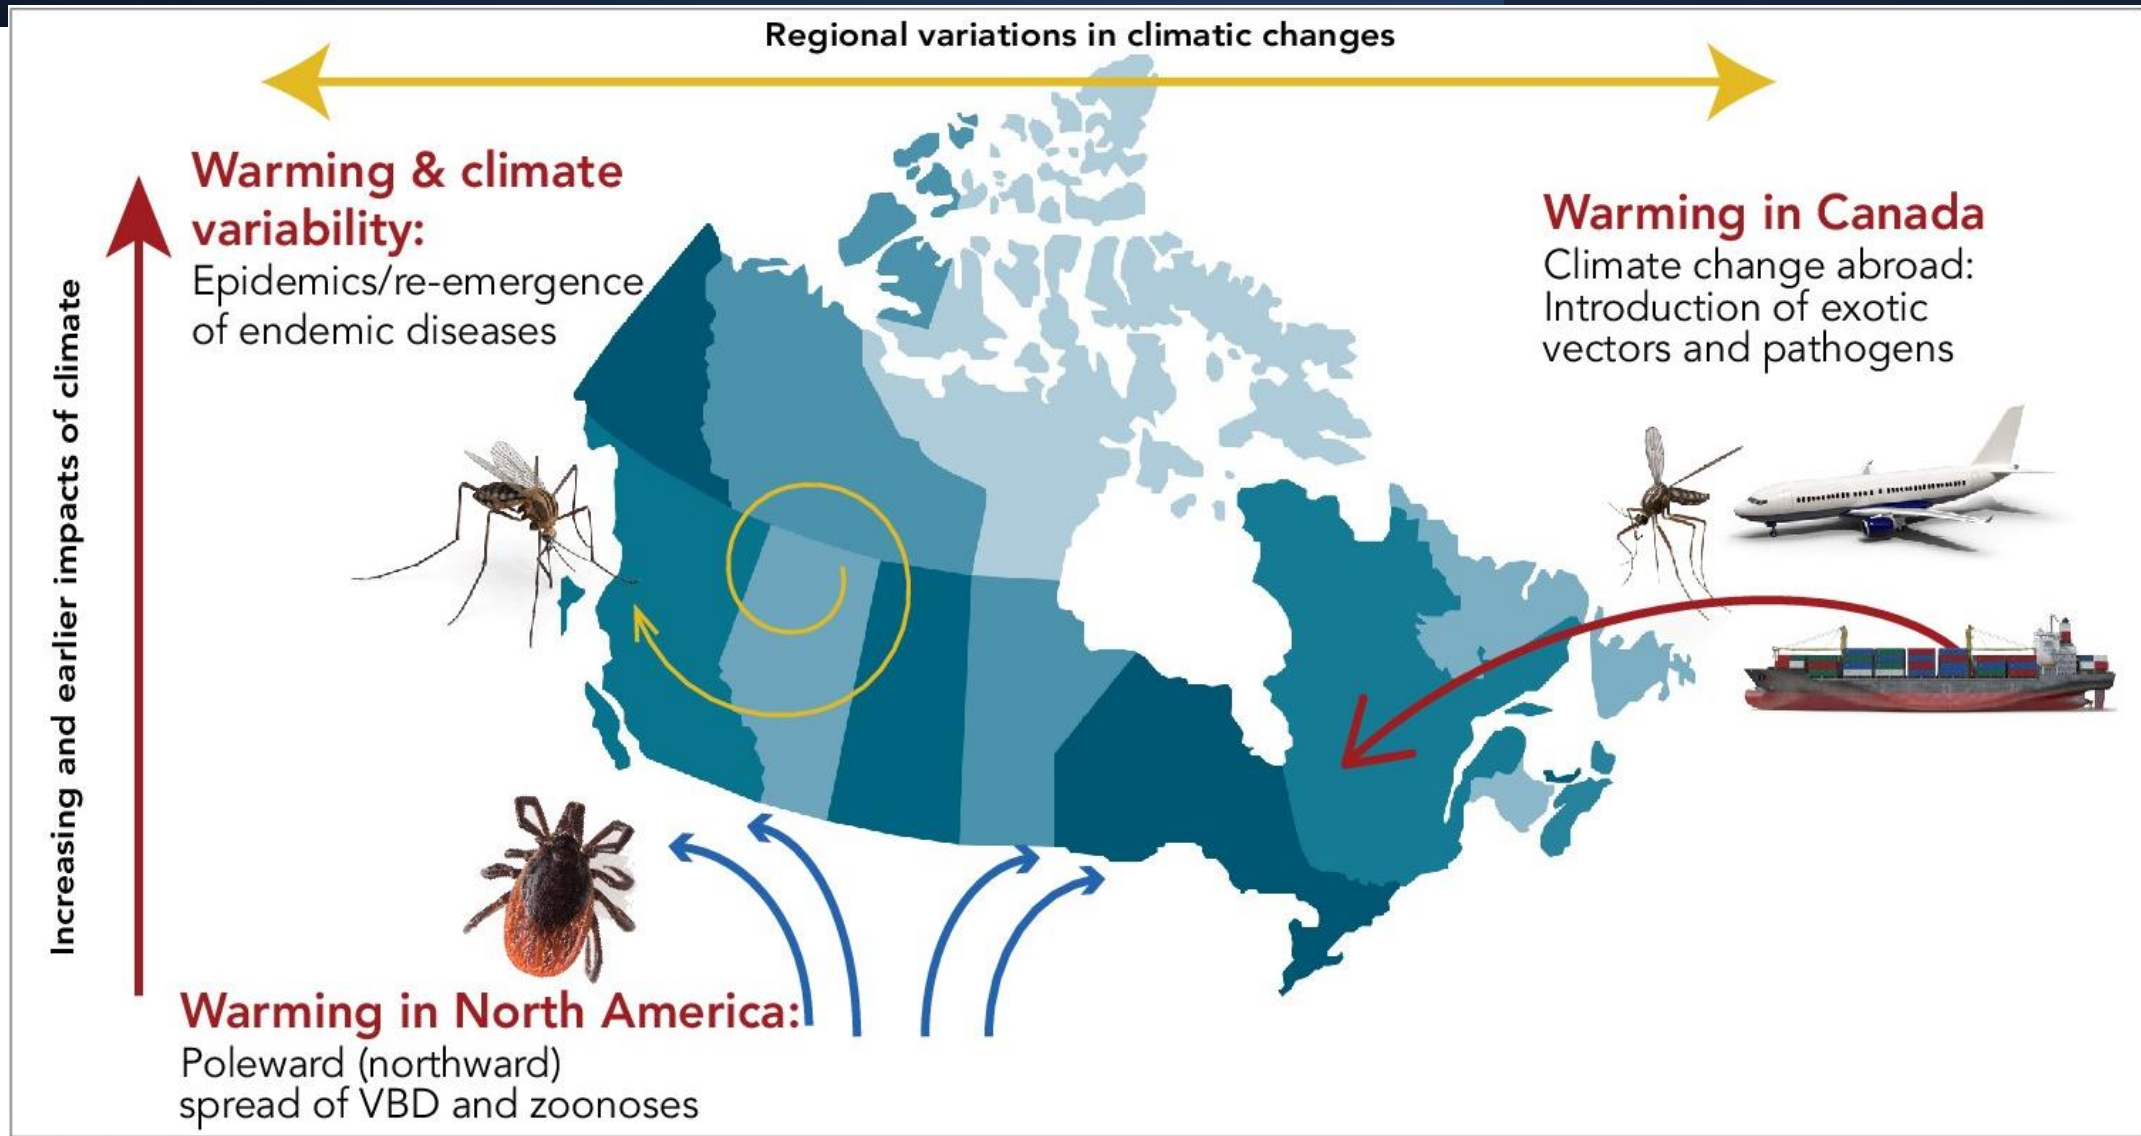 Regional variations in climatic changes
Warming & climate
variability:
Epidemics/re-emergence
of endemic diseases
Warming in Canada
Climate change abroad:
Introduction of exotic
vectors and pathogens
Increasing and earlier impacts of climate
Warming in North America:
Poleward (northward)
spread of VBD and zoonoses